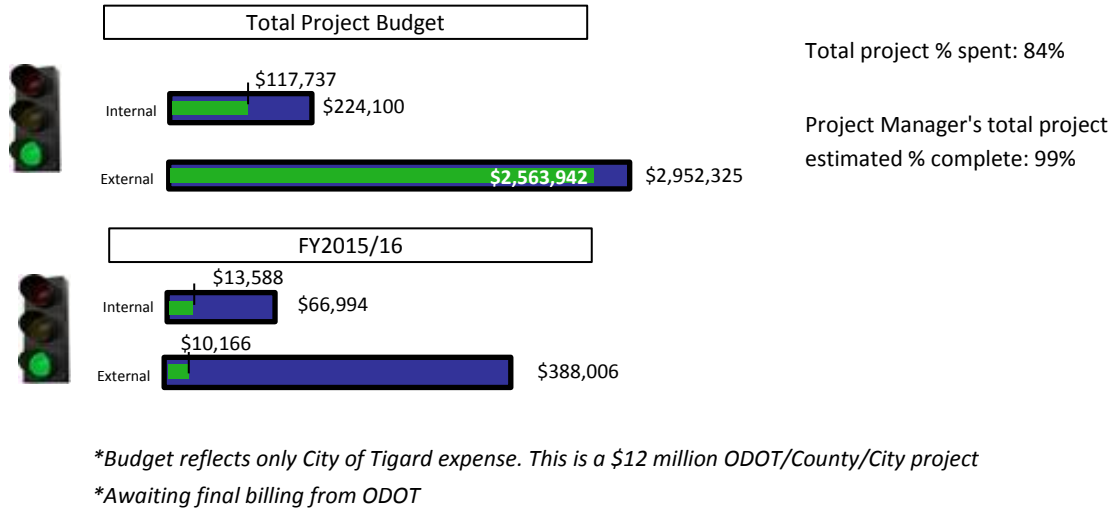 Total Project Budget
Total project % spent: 84%
$117,737
Internal
$224,100
Project Manager's total project
estimated % complete: 99%
External
$2,563,942
$2,952,325
FY2015/16
$13,588
Internal
$66,994
$10,166
External
$388,006
*Budget reflects only City of Tigard expense. This is a $12 million ODOT/County/City project
*Awaiting final billing from ODOT